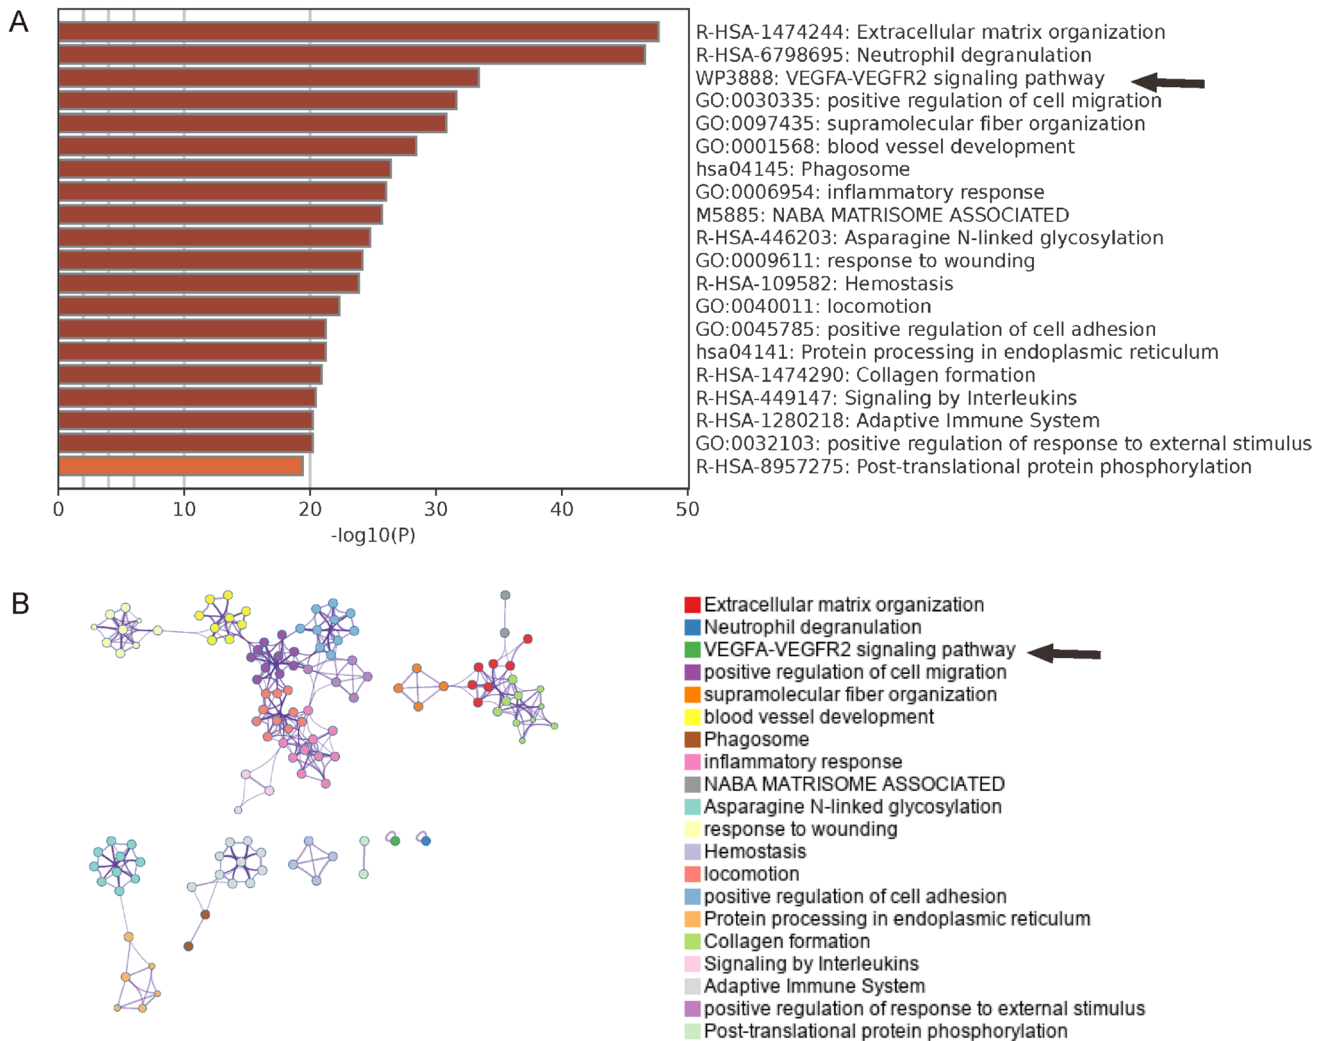 A
R-HSA-1474244: Extracellular matrix organization
R-HSA-6798695: Neutrophil degranulation
WP3888: VEGFA-VEGFR2 signaling pathway
GO:0030335: positive regulation of cell migration
GO:0097435: supramolecular fiber organization
GO:0001568: blood vessel development
hsa04145: Phagosome
GO:0006954: inflammatory response
M5885: NABA MATRISOME ASSOCIATED
R-HSA-446203: Asparagine N-linked glycosylation
GO:0009611: response to wounding
R-HSA-109582: Hemostasis
GO:0040011: locomotion
GO:0045785: positive regulation of cell adhesion
hsa04141: Protein processing in endoplasmic reticulum
R-HSA-1474290: Collagen formation
R-HSA-449147: Signaling by Interleukins
R-HSA-1280218: Adaptive Immune System
GO:0032103: positive regulation of response to external stimulus
R-HSA-8957275: Post-translational protein phosphorylation
0 10 20 30 40 50
-log10(P)
B
Extracellular matrix organization
Neutrophil degranulation
VEGFA-VEGFR2 signaling pathway
positive regulation of cell migration
supramolecular fiber organization
blood vessel development
Phagosome
inflammatory response
NABA MATRISOME ASSOCIATED
Asparagine N-linked glycosylation
response to wounding
Hemostasis
locomotion
positive regulation of cell adhesion
Protein processing in endoplasmic reticulum
Collagen formation
Signaling by Interleukins
Adaptive Immune System
positive regulation of response to external stimulus
Post-translational protein phosphorylation